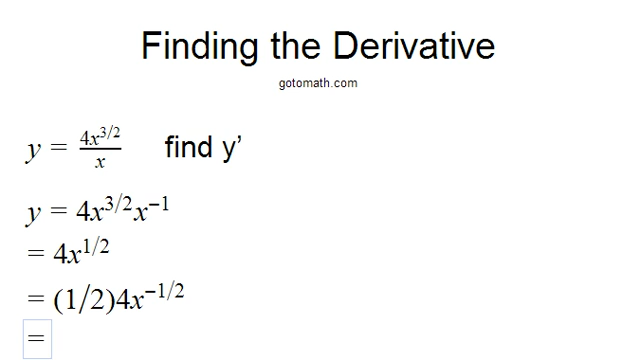 Finding the Derivative
gotomath.com
y = 4x^{3/2}/x find y’
y = 4x^{3/2}x^{−1}
= 4x^{1/2}
= (1/2)4x^{−1/2}
=